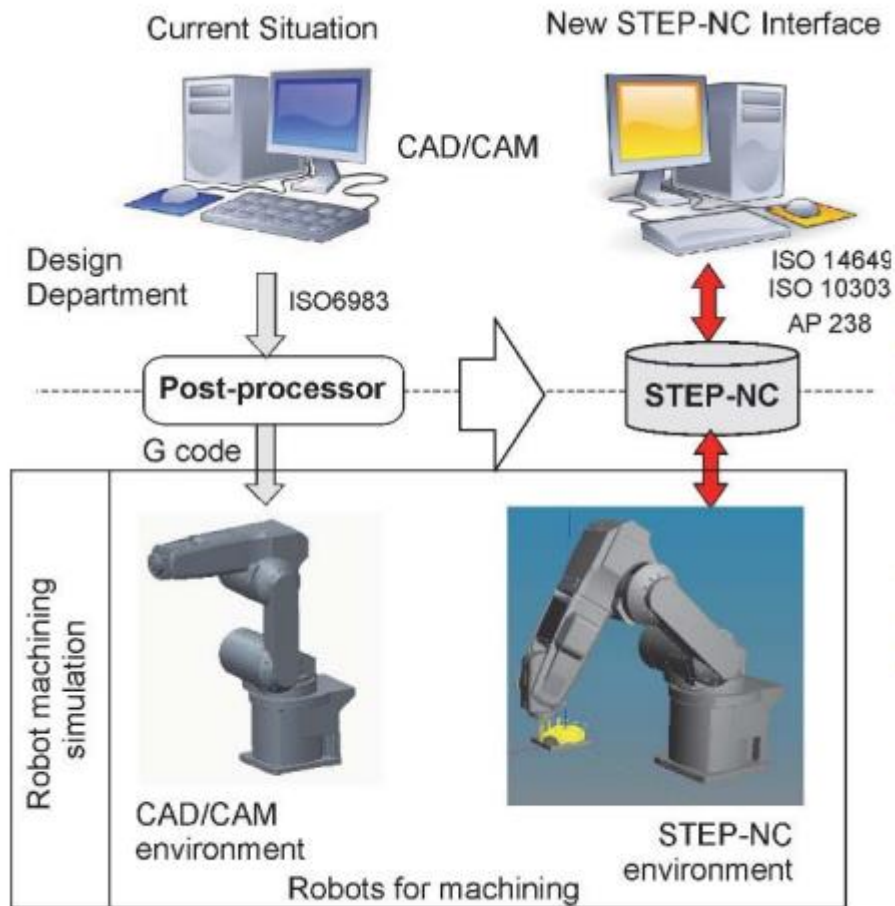 Current Situation
New STEP-NC Interface
CAD/CAM
Design
Department
ISO6983
ISO 14649
ISO 10303
AP 238
Post-processor
STEP-NC
G code
Robot machining
simulation
CAD/CAM
environment
STEP-NC
environment
Robots for machining